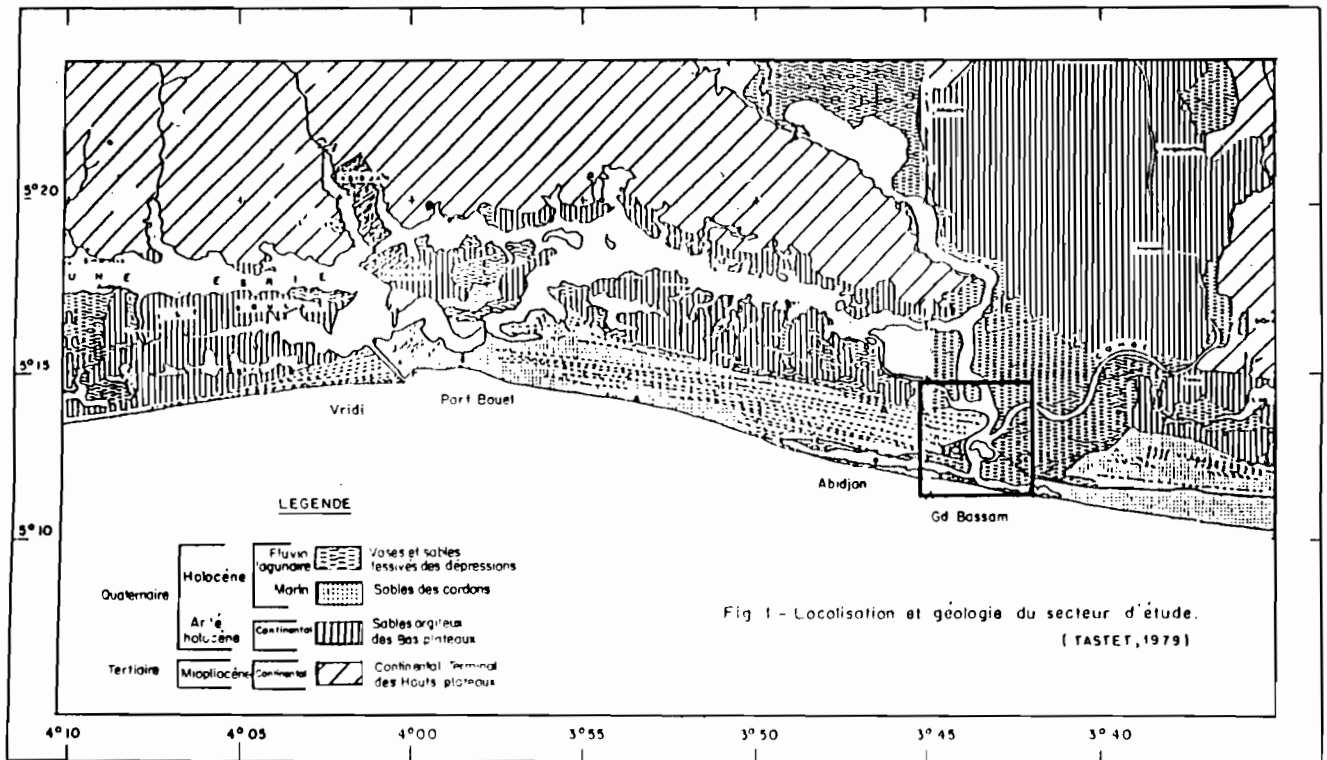 5°20
5°15
5°10
Vridi
Port Bouet
Abidjan
Gd Bassam
UNE EBRIE
LEGENDE
Quaternaire
Holocène
Fluvio lagunaire
Vases et sables
lessivés des dépressions
Marin
Sables des cordons
Anté
holocène
Continental
Sables argileux
des Bas plateaux
Tertiaire
Miopliocène
Continental
Continental Terminal
des Hauts plateaux
Fig 1 - Localisation et géologie du secteur d'étude.
(TASTET, 1979)
4°10 4°05 4°00 3°55 3°50 3°45 3°40